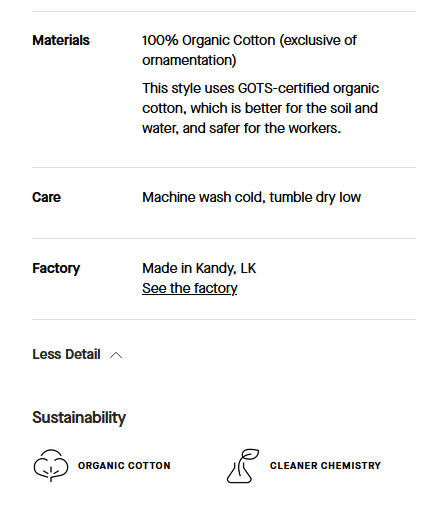 Materials
100% Organic Cotton (exclusive of
ornamentation)
This style uses GOTS-certified organic
cotton, which is better for the soil and
water, and safer for the workers.
Care
Machine wash cold, tumble dry low
Factory
Made in Kandy, LK
See the factory
Less Detail
Sustainability
ORGANIC COTTON
CLEANER CHEMISTRY